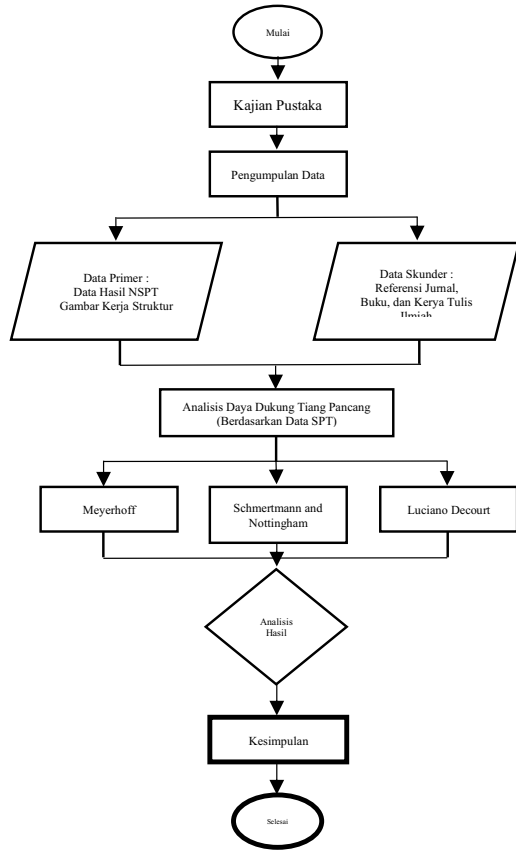 Mulai
Kajian Pustaka
Pengumpulan Data
Data Primer :
Data Hasil NSPT
Gambar Kerja Struktur
Data Skunder :
Referensi Jurnal,
Buku, dan Kerya Tulis
Ilmiah
Analisis Daya Dukung Tiang Pancang
(Berdasarkan Data SPT)
Meyerhoff
Schmertmann and
Nottingham
Luciano Decourt
Analisis
Hasil
Kesimpulan
Selesai